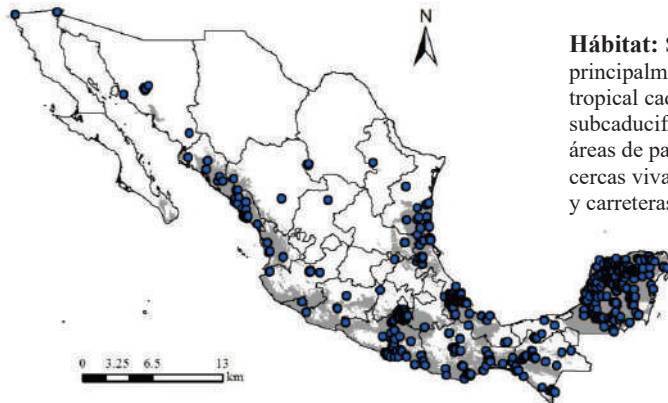 N
Hábitat: S
principalm
tropical cad
subcaducif
áreas de pa
cercas viva
y carreteras
0 3.25 6.5 13
km